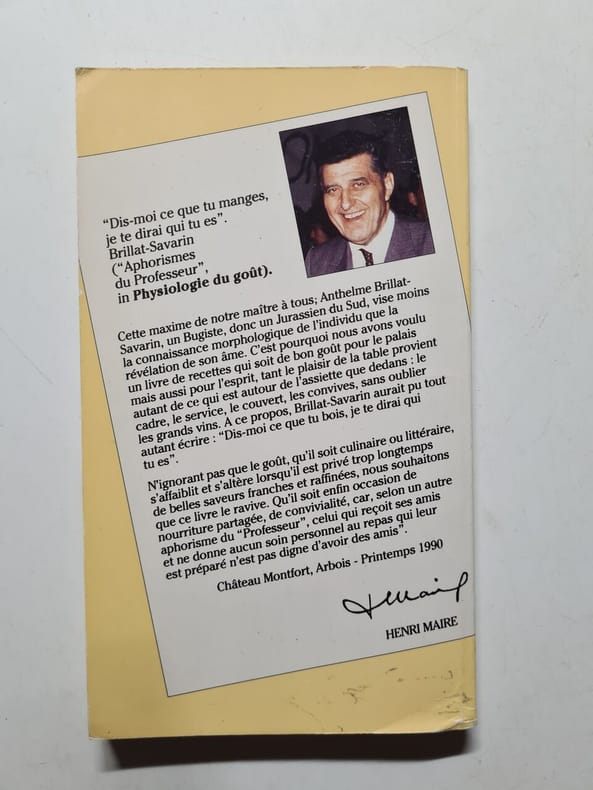 “Dis-moi ce que tu manges,
je te dirai qui tu es”.
Brillat-Savarin
(“Aphorismes
du Professeur”,
in Physiologie du goût).
Cette maxime de notre maître à tous; Anthelme Brillat-
Savarin, un Bugiste, donc un Jurassien du Sud, vise moins
la connaissance morphologique de l'individu que la
révélation de son âme. C'est pourquoi nous avons voulu
un livre de recettes qui soit de bon goût pour le palais
mais aussi pour l'esprit, tant le plaisir de la table provient
autant de ce qui est autour de l'assiette que dedans : le
cadre, le service, le couvert, les convives, sans oublier
les grands vins. A ce propos, Brillat-Savarin aurait pu tout
autant écrire : “Dis-moi ce que tu bois, je te dirai qui
tu es”.
N'ignorant pas que le goût, qu'il soit culinaire ou littéraire,
s'affaiblit et s'altère lorsqu'il est privé trop longtemps
de belles saveurs franches et raffinées, nous souhaitons
que ce livre le ravive. Qu'il soit enfin occasion de
nourriture partagée, de convivialité, car, selon un autre
aphorisme du “Professeur”, celui qui reçoit ses amis
et ne donne aucun soin personnel au repas qui leur
est préparé n'est pas digne d'avoir des amis”.
Château Montfort, Arbois - Printemps 1990
HENRI MAIRE